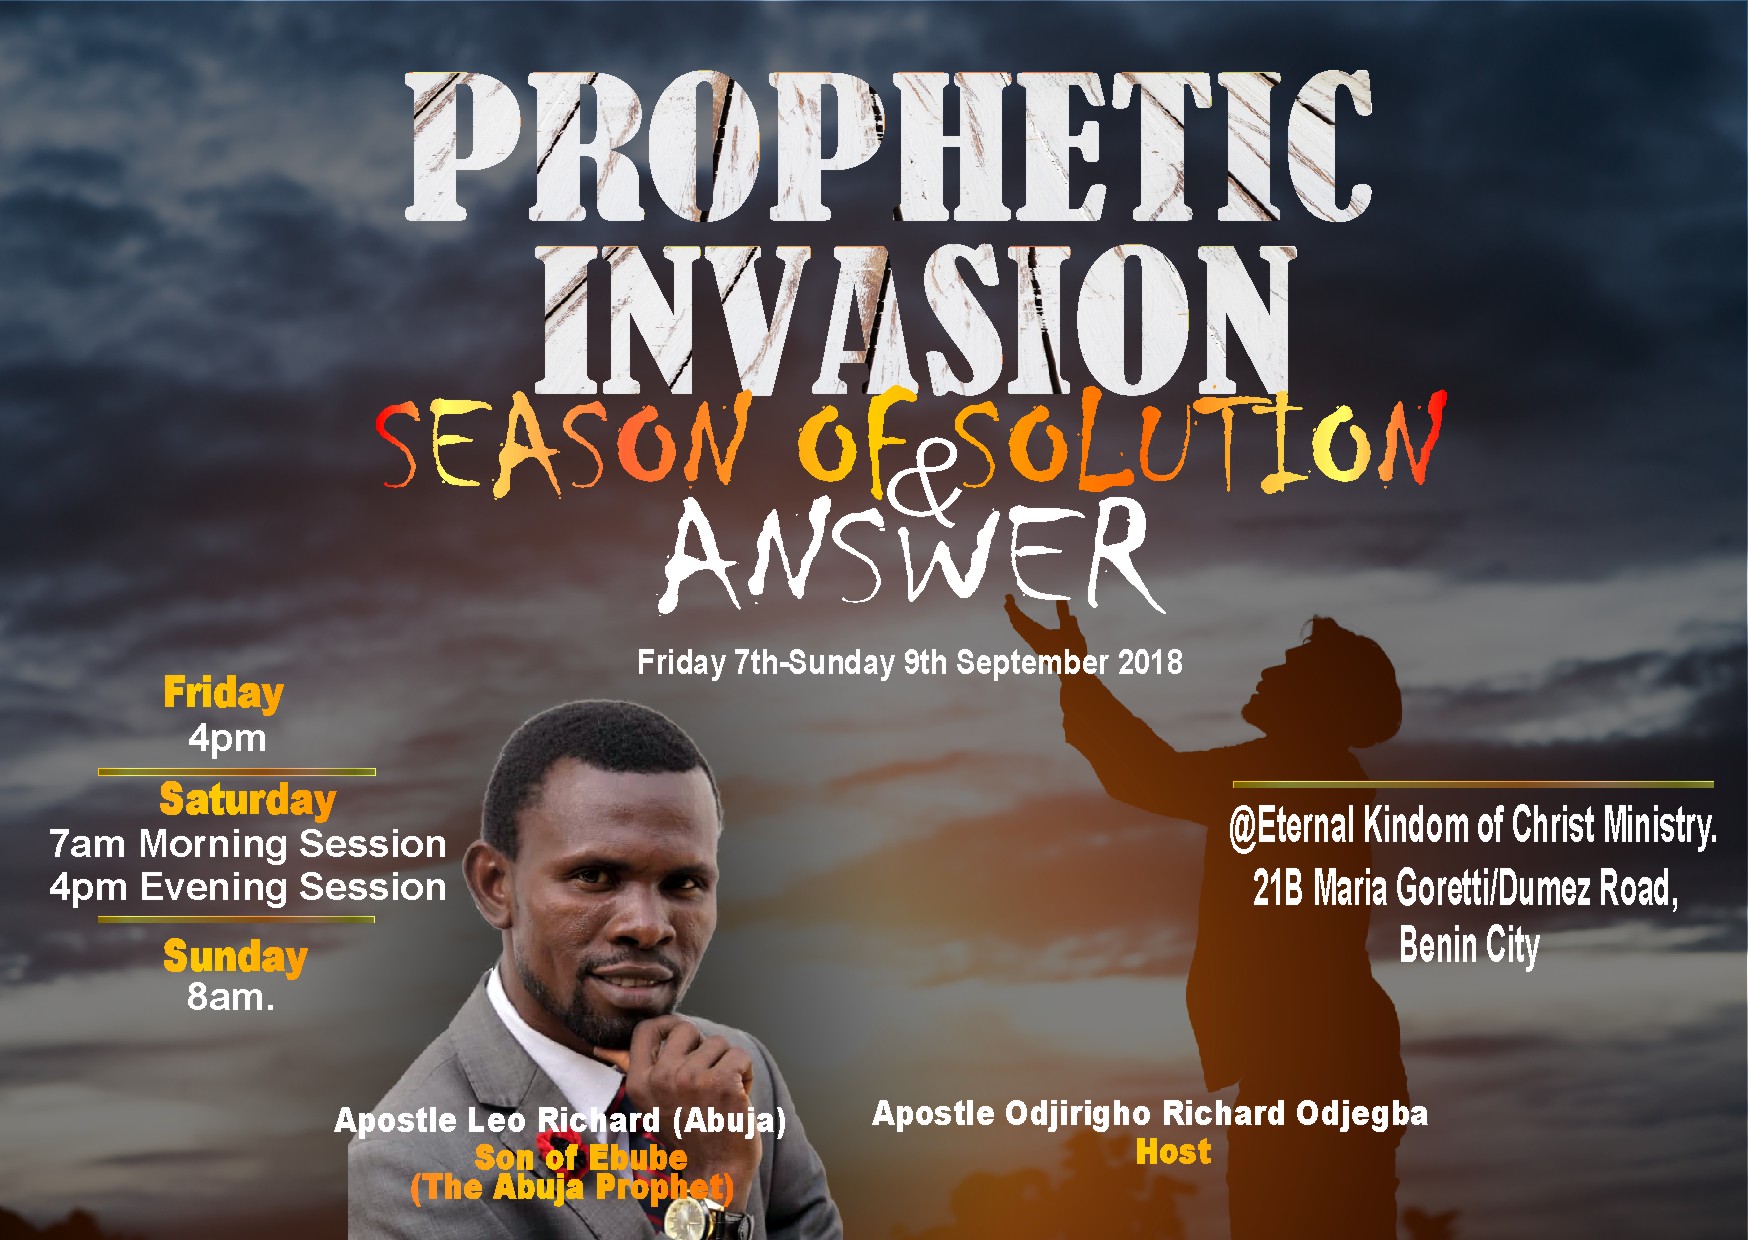 PROPHETIC
INVASION
SEASON OF SOLUTION
&
ANSWER
Friday 7th-Sunday 9th September 2018
Friday
4pm
Saturday
7am Morning Session
4pm Evening Session
Sunday
8am.
@Eternal Kindom of Christ Ministry.
21B Maria Goretti/Dumez Road,
Benin City
Apostle Leo Richard (Abuja)
Son of Ebube
(The Abuja Prophet)
Apostle Odjirigho Richard Odjegba
Host